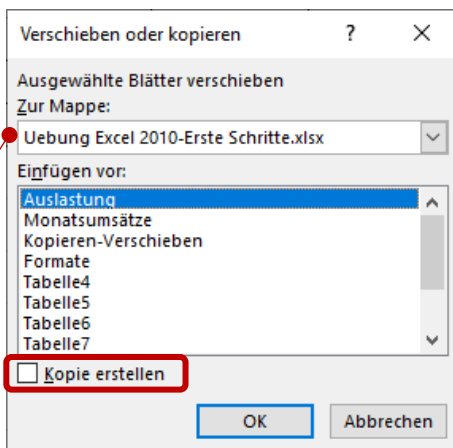 Verschieben oder kopieren ?
Ausgewählte Blätter verschieben
Zur Mappe:
Uebung Excel 2010-Erste Schritte.xlsx
Einfügen vor:
Auslastung
Monatsumsätze
Kopieren-Verschieben
Formate
Tabelle4
Tabelle5
Tabelle6
Tabelle7
Kopie erstellen
OK Abbrechen